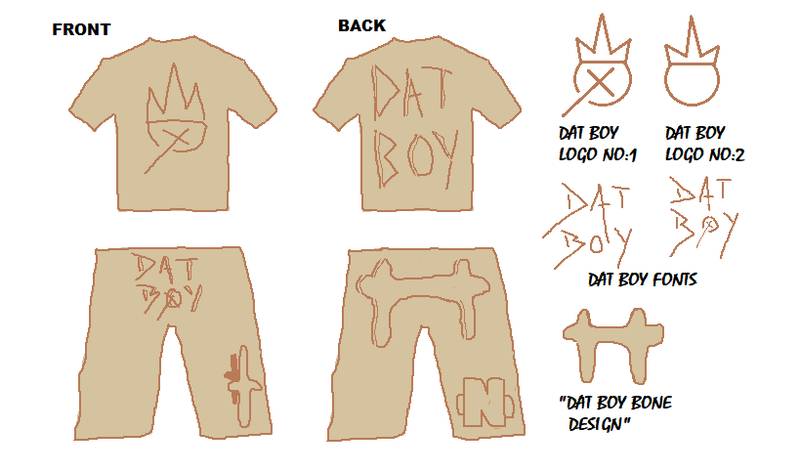 FRONT
BACK
DAT
BOY
DAT BOY
LOGO NO:1
DAT BOY
LOGO NO:2
DAT
BOY
DAT
BOY
DAT BOY FONTS
DAT
BOY
N
"DAT BOY BONE
DESIGN"